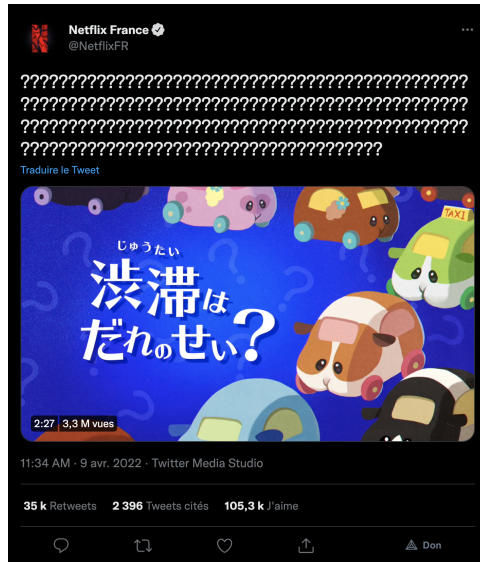 Netflix France
@NetflixFR
???????????????????????????????????????????????
???????????????????????????????????????????????
???????????????????????????????????????????????
??????????????????????????????????????
Traduire le Tweet
TAXI
じゅうたい
渋滞は
だれのせい?
2:27 3,3 M vues
11:34 AM · 9 avr. 2022 · Twitter Media Studio
35 k Retweets 2 396 Tweets cités 105,3 k J'aime
Don